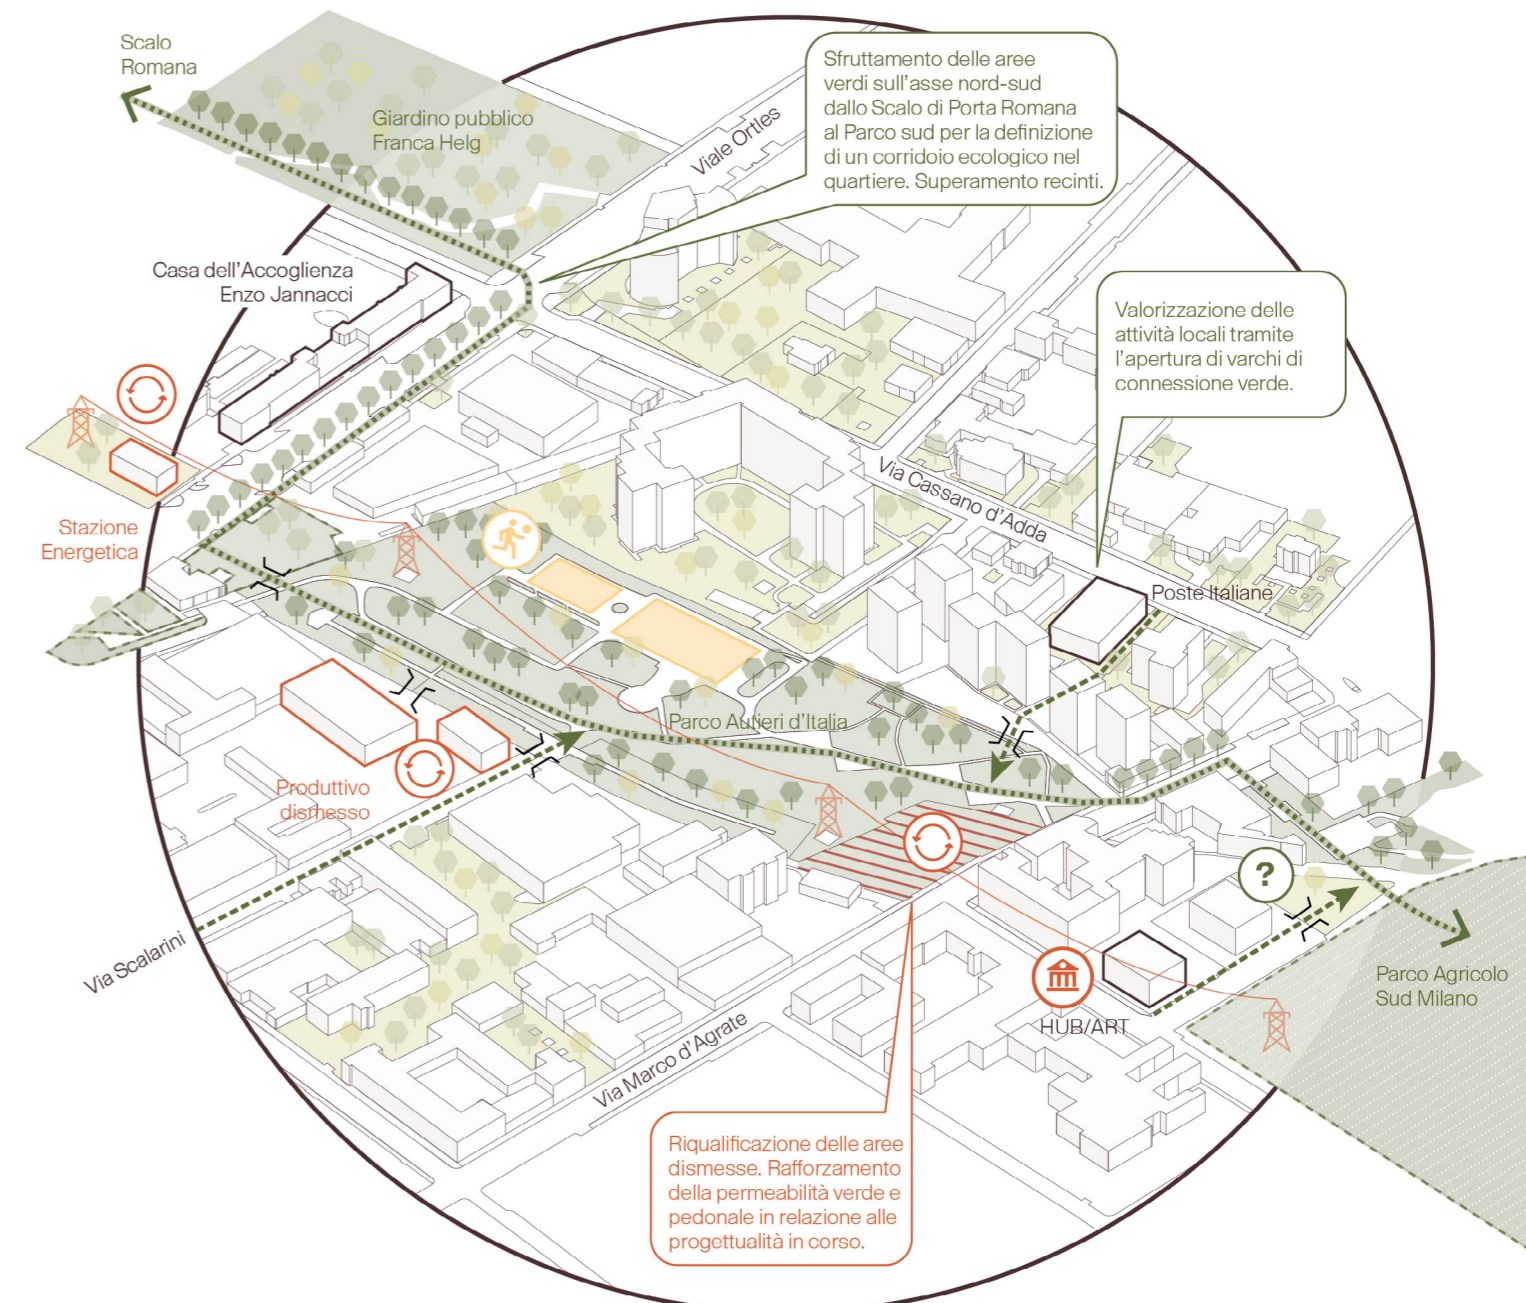 Scalo
Romana
Giardino pubblico
Franca Helg
Viale Ortles
Sfruttamento delle aree
verdi sull'asse nord-sud
dallo Scalo di Porta Romana
al Parco sud per la definizione
di un corridoio ecologico nel
quartiere. Superamento recinti.
Casa dell'Accoglienza
Enzo Jannacci
Valorizzazione delle
attività locali tramite
l'apertura di varchi di
connessione verde.
Via Cassano d'Adda
Stazione
Energetica
Poste Italiane
Parco Autieri d'Italia
Produttivo
dismesso
?
Via Scalarini
Parco Agricolo
Sud Milano
HUB/ART
Via Marco d'Agrate
Riqualificazione delle aree
dismesse. Rafforzamento
della permeabilità verde e
pedonale in relazione alle
progettualità in corso.